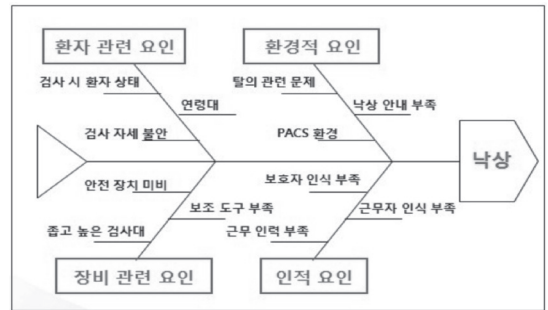 환자 관련 요인
환경적 요인
검사 시 환자 상태
탈의 관련 문제
연령대
낙상 안내 부족
검사 자세 불안
PACS 환경
낙상
안전 장치 미비
보호자 인식 부족
보조 도구 부족
근무자 인식 부족
좁고 높은 검사대
근무 인력 부족
장비 관련 요인
인적 요인